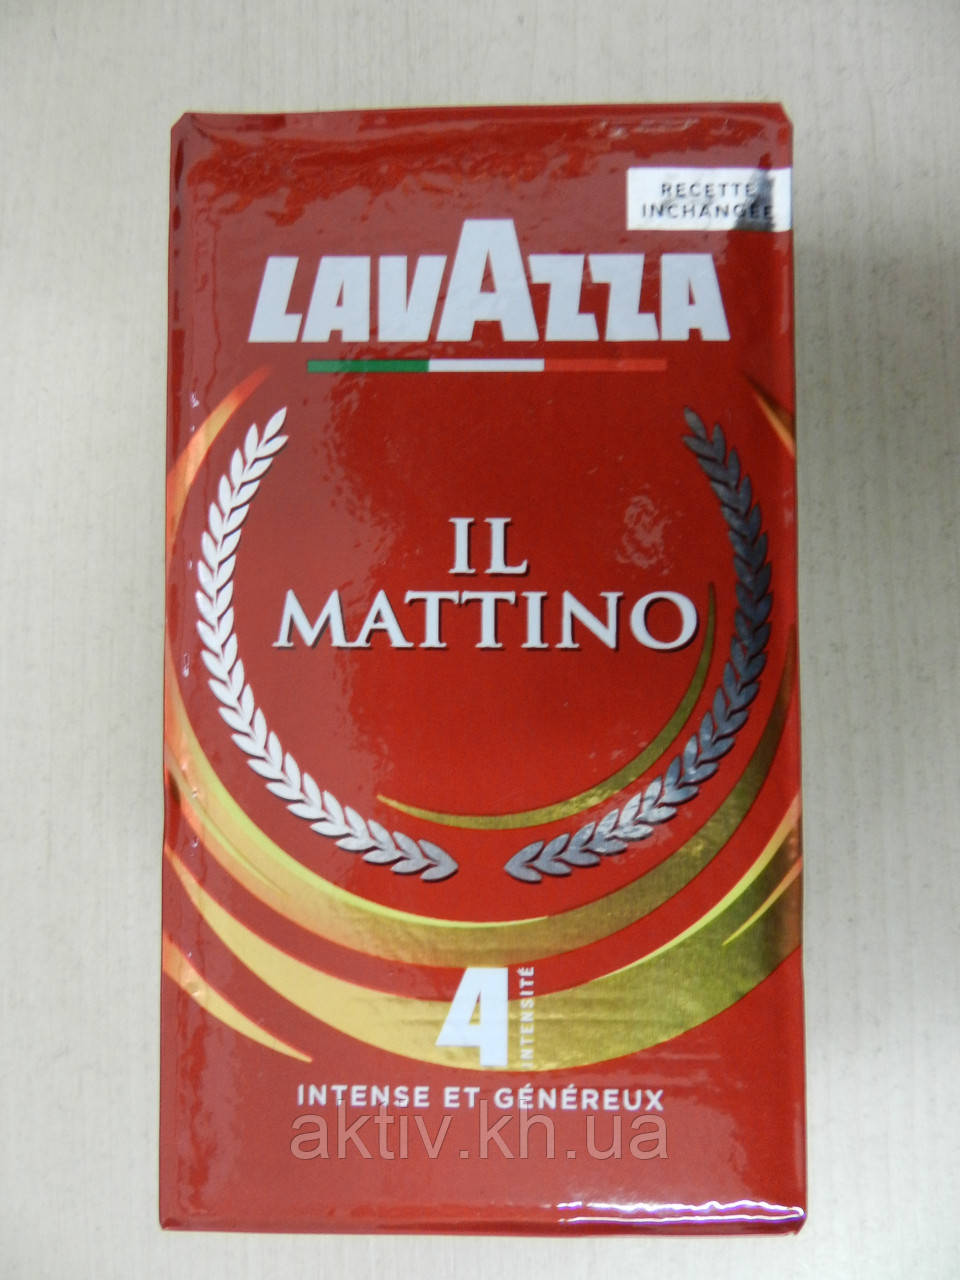 RECETTE
INCHANGÉE
LAVAZZA
IL
MATTINO
4 INTENSITÉ
INTENSE ET GÉNÉREUX
aktiv.kh.ua